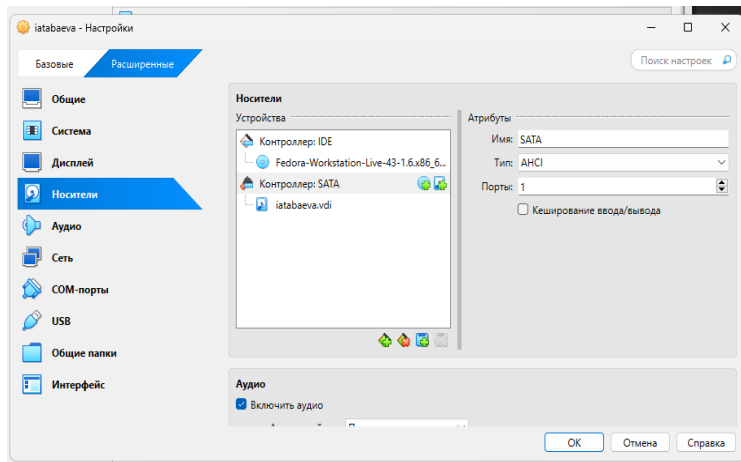 iatabaeva - Настройки
Базовые
Расширенные
Поиск настроек
Общие
Система
Дисплей
Носители
Аудио
Сеть
COM-порты
USB
Общие папки
Интерфейс
Носители
Устройства
Контроллер: IDE
Fedora-Workstation-Live-43-1.6.x86_6...
Контроллер: SATA
iatabaeva.vdi
Атрибуты
Имя: SATA
Тип: AHCI
Порты: 1
Кеширование ввода/вывода
Аудио
Включить аудио
OK
Отмена
Справка